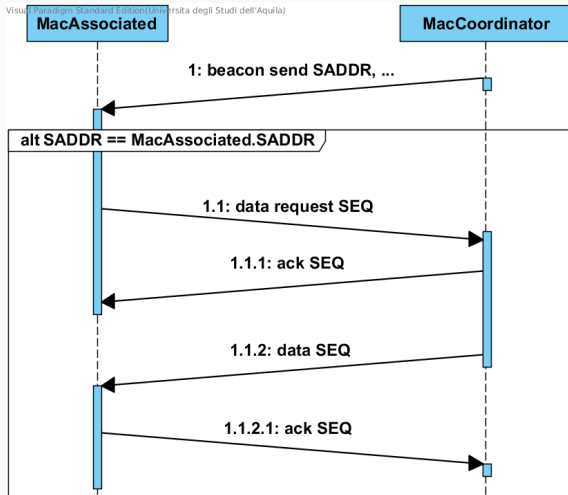 Visual Paradigm Standard Edition(Universita degli Studi dell'Aquila)
MacAssociated
MacCoordinator
1: beacon send SADDR, ...
alt SADDR == MacAssociated.SADDR
1.1: data request SEQ
1.1.1: ack SEQ
1.1.2: data SEQ
1.1.2.1: ack SEQ